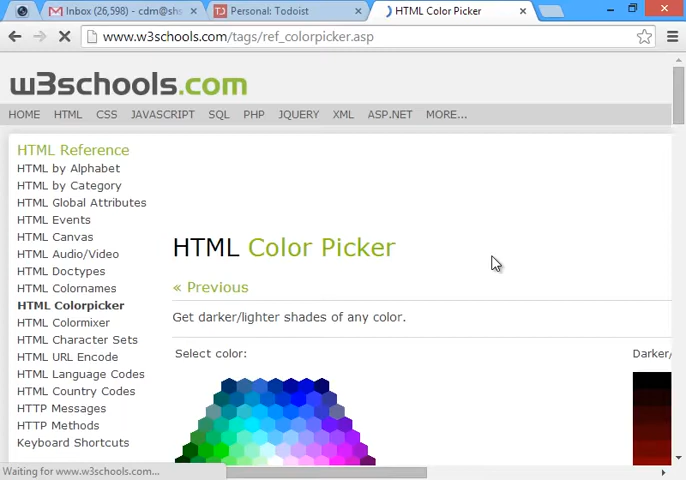 Inbox (26,598) - cdm@sh
Personal: Todoist
HTML Color Picker
www.w3schools.com/tags/ref_colorpicker.asp
w3schools.com
HOME HTML CSS JAVASCRIPT SQL PHP JQUERY XML ASP.NET MORE...
HTML Reference
HTML by Alphabet
HTML by Category
HTML Global Attributes
HTML Events
HTML Canvas
HTML Audio/Video
HTML Doctypes
HTML Colornames
HTML Colorpicker
HTML Colormixer
HTML Character Sets
HTML URL Encode
HTML Language Codes
HTML Country Codes
HTTP Messages
HTTP Methods
Keyboard Shortcuts
HTML Color Picker
« Previous
Get darker/lighter shades of any color.
Select color:
Darker/
Waiting for www.w3schools.com...